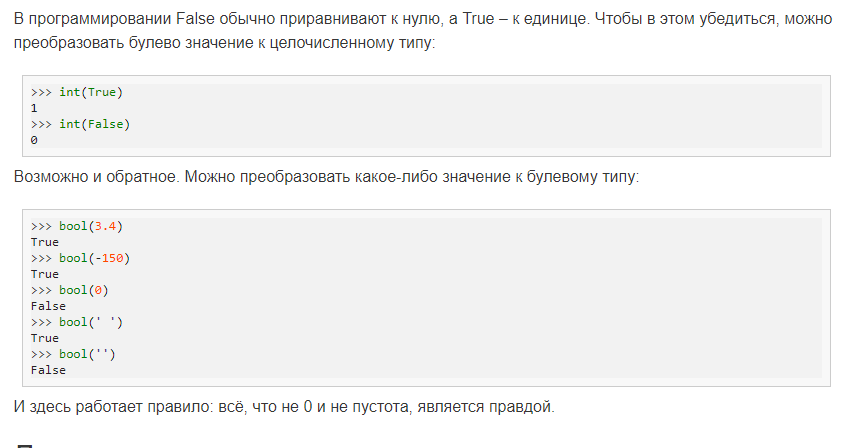 В программировании False обычно приравнивают к нулю, а True – к единице. Чтобы в этом убедиться, можно
преобразовать булево значение к целочисленному типу:
>>> int(True)
1
>>> int(False)
0
Возможно и обратное. Можно преобразовать какое-либо значение к булевому типу:
>>> bool(3.4)
True
>>> bool(-150)
True
>>> bool(0)
False
>>> bool(' ')
True
>>> bool('')
False
И здесь работает правило: всё, что не 0 и не пустота, является правдой.